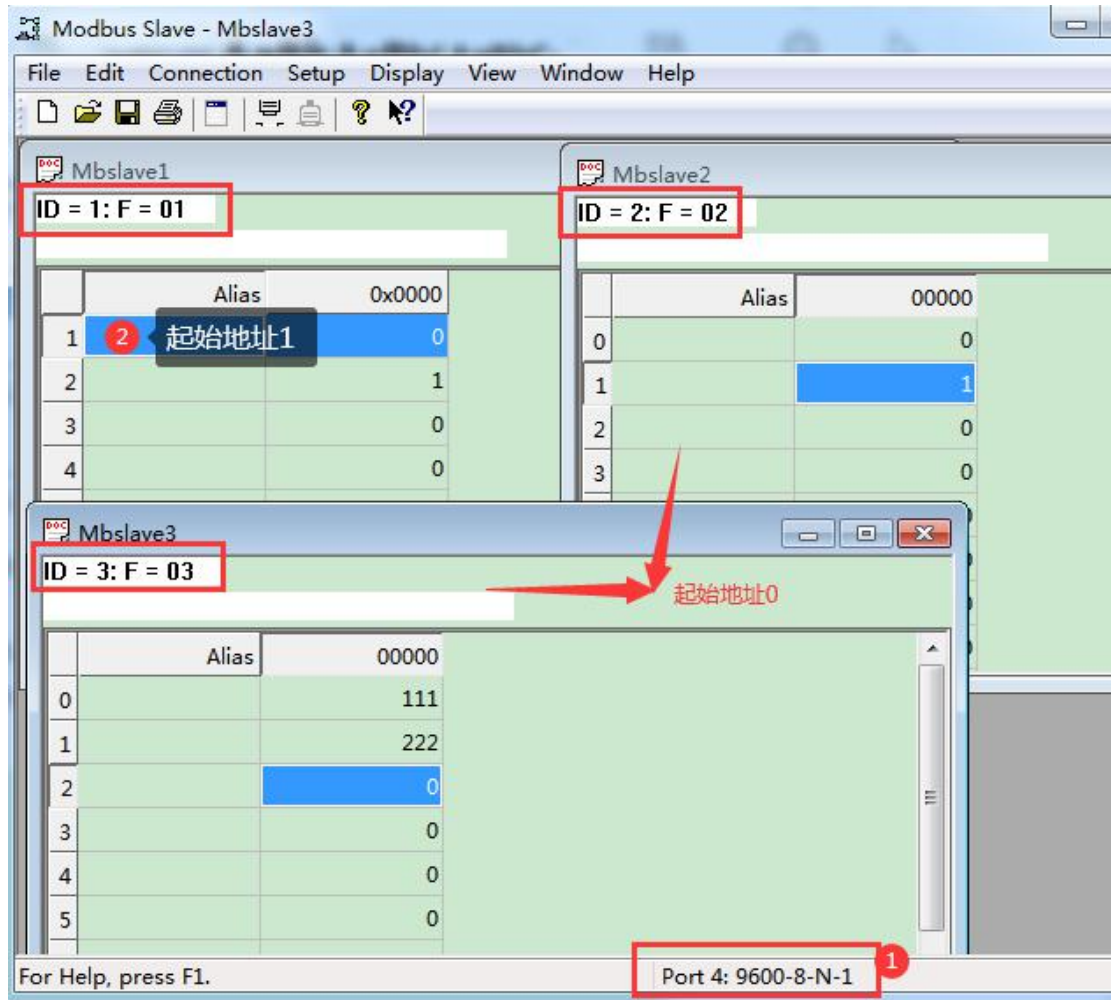 Modbus Slave - Mbslave3
File Edit Connection Setup Display View Window Help
Mbslave1
ID = 1: F = 01
Alias 0x0000
1 2 起始地址1 0
2 1
3 0
4 0
Mbslave2
ID = 2: F = 02
Alias 00000
0 0
1 1
2 0
3 0
Mbslave3
ID = 3: F = 03
起始地址0
Alias 00000
0 111
1 222
2 0
3 0
4 0
5 0
For Help, press F1.
Port 4: 9600-8-N-1 1